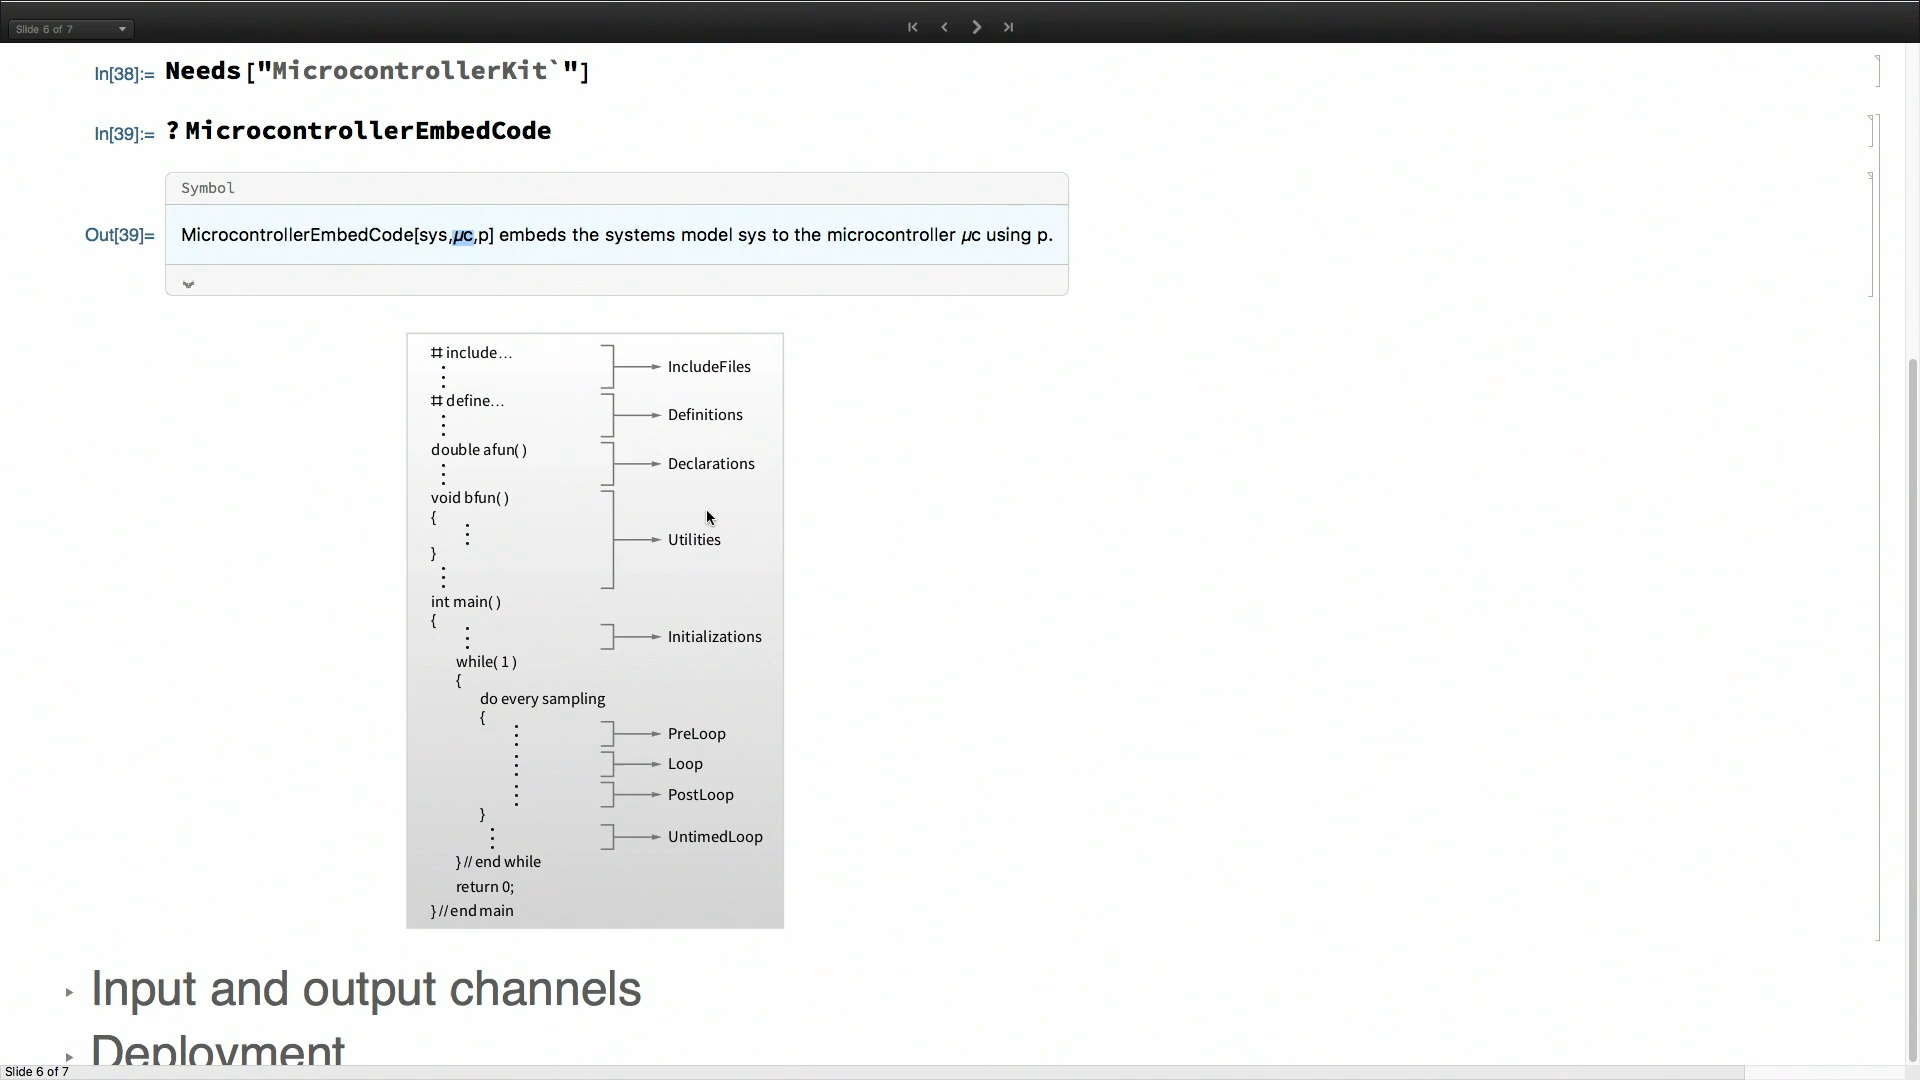 Slide 6 of 7
In[38]:= Needs["MicrocontrollerKit`"]
In[39]:= ? MicrocontrollerEmbedCode
Symbol
Out[39]= MicrocontrollerEmbedCode[sys,μc,p] embeds the systems model sys to the microcontroller μc using p.
# include... IncludeFiles
# define... Definitions
double afun( ) Declarations
void bfun( )
{
Utilities
}
int main( )
{
Initializations
while( 1 )
{
do every sampling
{
PreLoop
Loop
PostLoop
}
UntimedLoop
} // end while
return 0;
} // end main
Input and output channels
Deployment
Slide 6 of 7